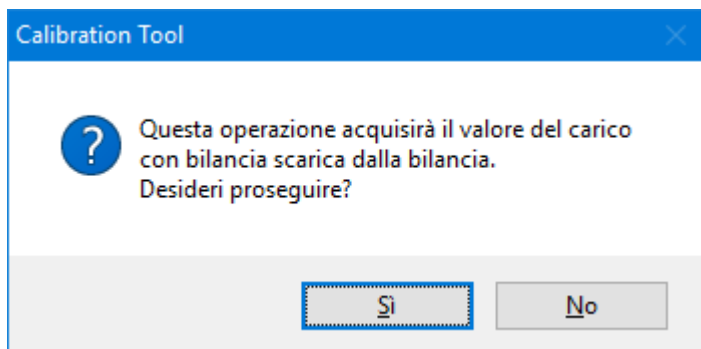 Calibration Tool
Questa operazione acquisirà il valore del carico
con bilancia scarica dalla bilancia.
Desideri proseguire?
Sì
No